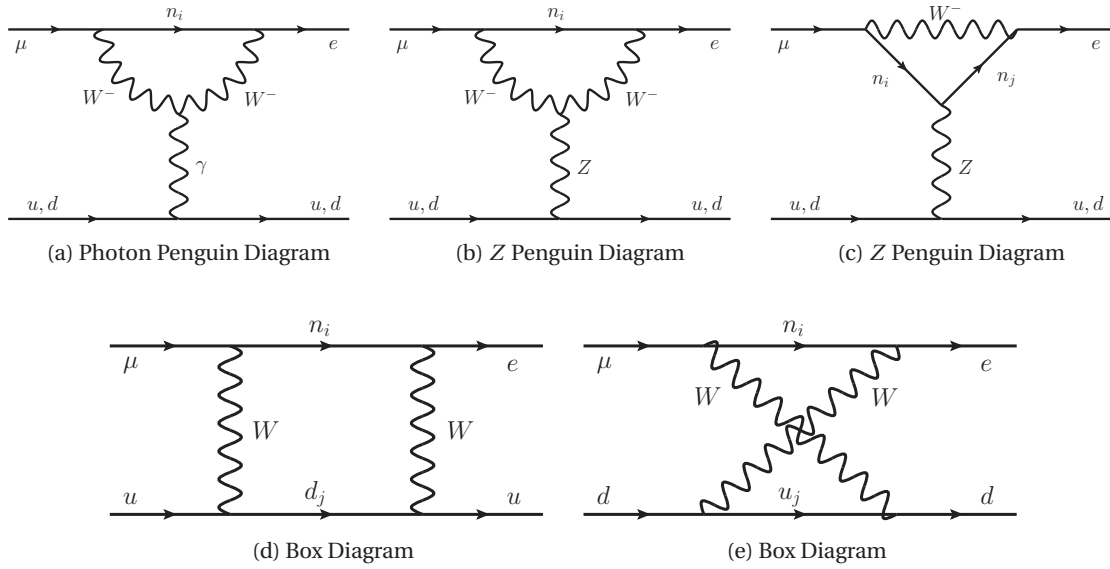 μ n_i e
W⁻ W⁻
γ
u, d u, d
(a) Photon Penguin Diagram
μ n_i e
W⁻ W⁻
Z
u, d u, d
(b) Z Penguin Diagram
W⁻
μ e
n_i n_j
Z
u, d u, d
(c) Z Penguin Diagram
n_i
μ e
W W
u d_j u
(d) Box Diagram
n_i
μ e
W W
d u_j d
(e) Box Diagram